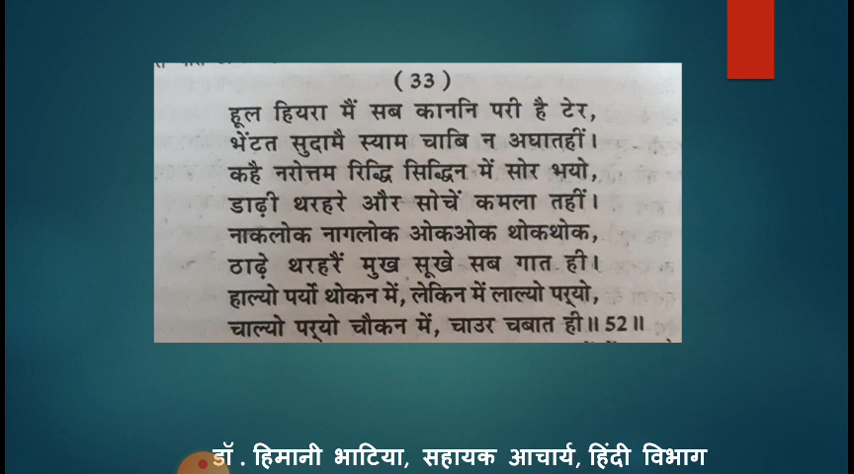 (33)
हूल हियरा मैं सब काननि परी है टेर,
भेंटत सुदामै स्याम चाबि न अघातहीं।
कहै नरोत्तम रिद्धि सिद्धिन में सोर भयो,
डाढ़ी थरहरे और सोचें कमला तहीं।
नाकलोक नागलोक ओकओक थोकथोक,
ठाढ़े थरहरैं मुख सूखे सब गात ही।
हाल्यो पर्यो थोकन में, लेकिन में लाल्यो पर्‌यो,
चाल्यो पर्‌यो चौकन में, चाउर चबात ही॥ 52॥
डॉ . हिमानी भाटिया, सहायक आचार्य, हिंदी विभाग